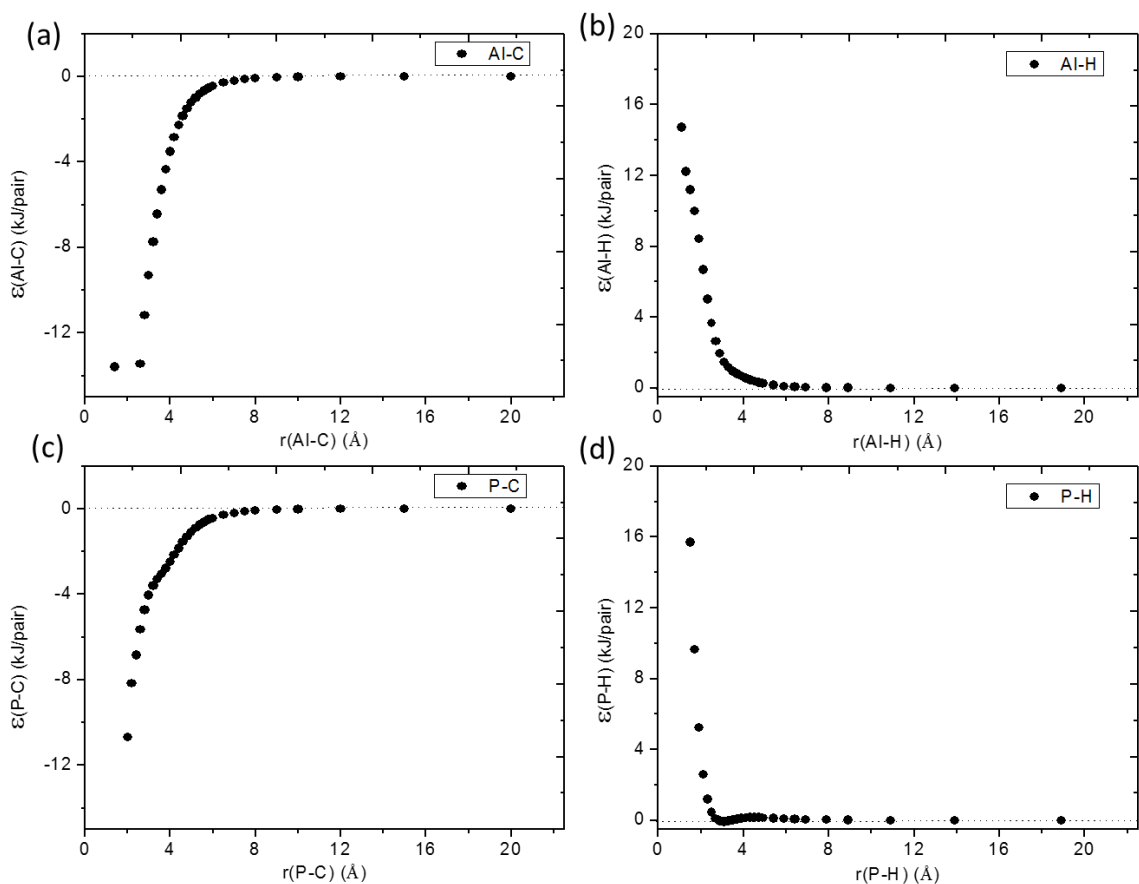 (a)
Al-C
0
-4
-8
-12
ε(Al-C) (kJ/pair)
0 4 8 12 16 20
r(Al-C) (Å)
(b)
Al-H
20
16
12
8
4
0
ε(Al-H) (kJ/pair)
0 4 8 12 16 20
r(Al-H) (Å)
(c)
P-C
0
-4
-8
-12
ε(P-C) (kJ/pair)
0 4 8 12 16 20
r(P-C) (Å)
(d)
P-H
20
16
12
8
4
0
ε(P-H) (kJ/pair)
0 4 8 12 16 20
r(P-H) (Å)